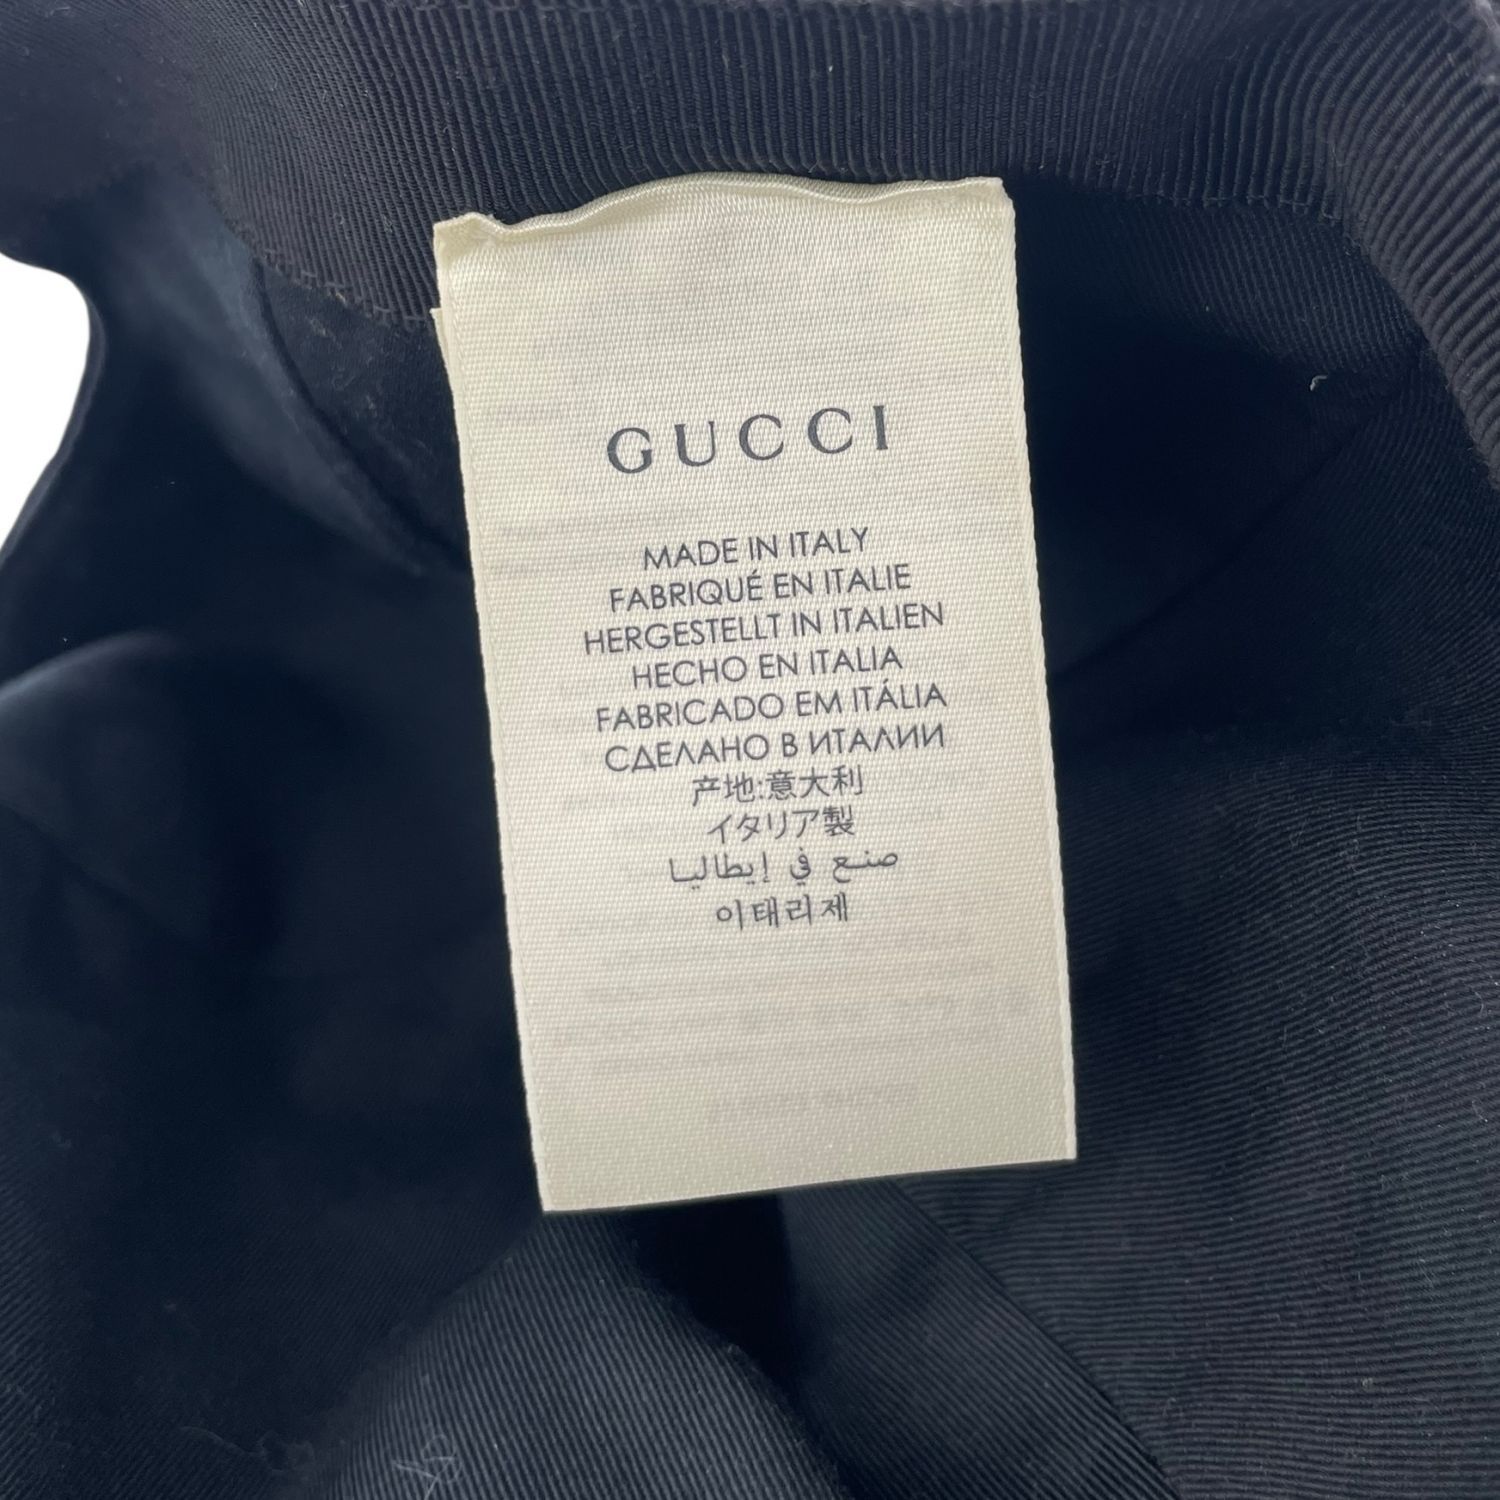 GUCCI
MADE IN ITALY
FABRIQUÉ EN ITALIE
HERGESTELLT IN ITALIEN
HECHO EN ITALIA
FABRICADO EM ITÁLIA
СДЕЛАНО В ИТАЛИИ
产地:意大利
イタリア製
صنع في إيطاليا
이태리제